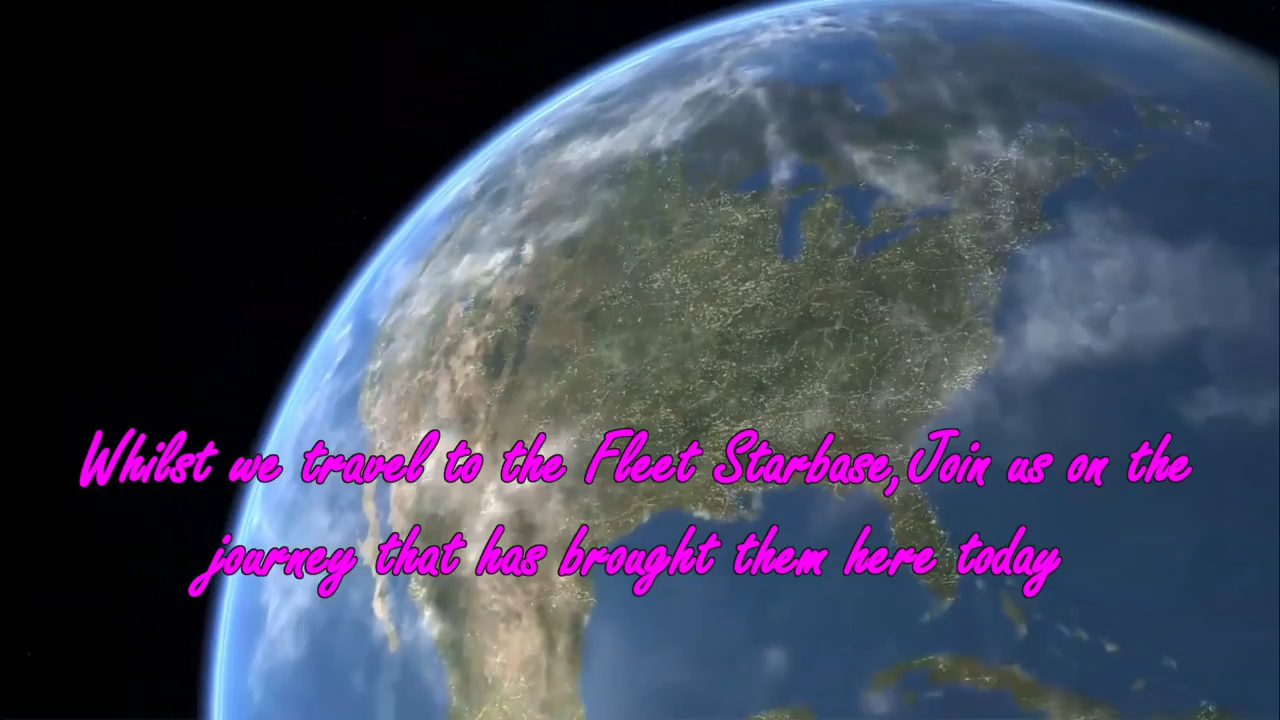 Whilst we travel to the Fleet Starbase,Join us on the
journey that has brought them here today